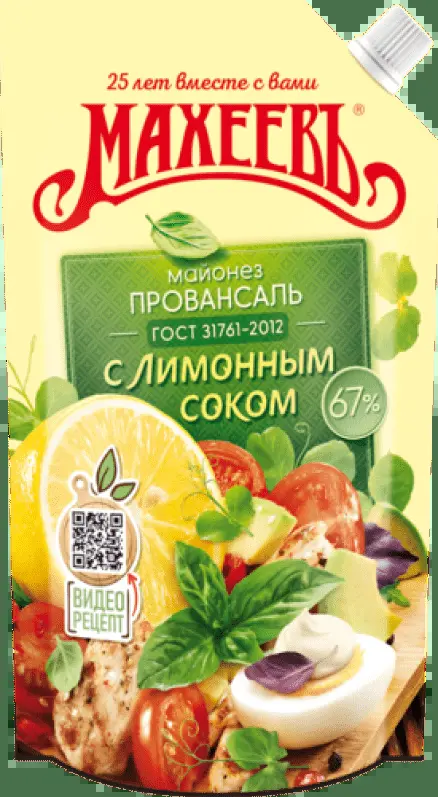 25 лет вместе с вами
МАХЕЕВЪ®
майонез
ПРОВАНСАЛЬ
ГОСТ 31761-2012
с Лимонным
соком
67%
ВИДЕО
РЕЦЕПТ